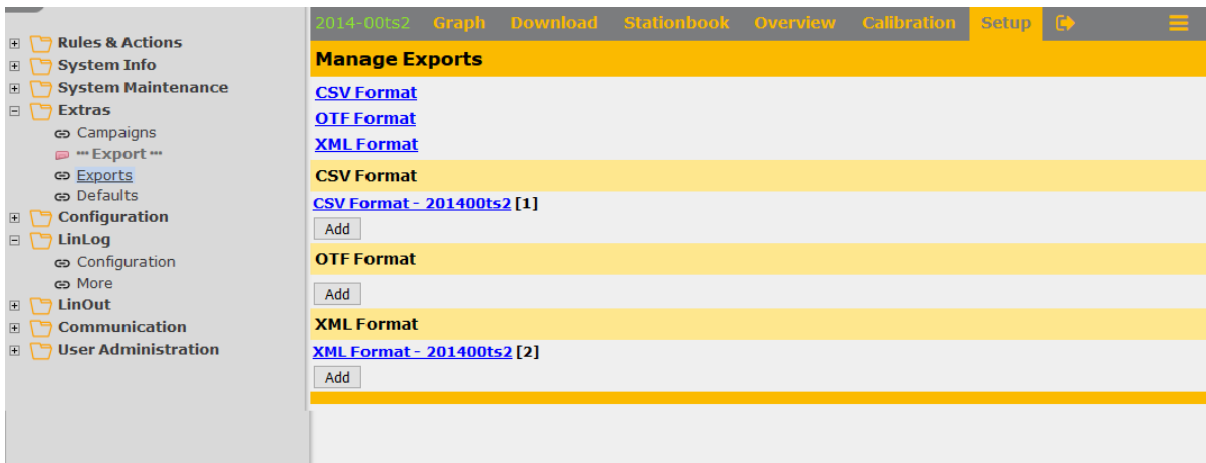 Rules & Actions
System Info
System Maintenance
Extras
Campaigns
--- Export ---
Exports
Defaults
Configuration
LinLog
Configuration
More
LinOut
Communication
User Administration
2014-00ts2 Graph Download Stationbook Overview Calibration Setup
Manage Exports
CSV Format
OTF Format
XML Format
CSV Format
CSV Format - 201400ts2 [1]
Add
OTF Format
Add
XML Format
XML Format - 201400ts2 [2]
Add